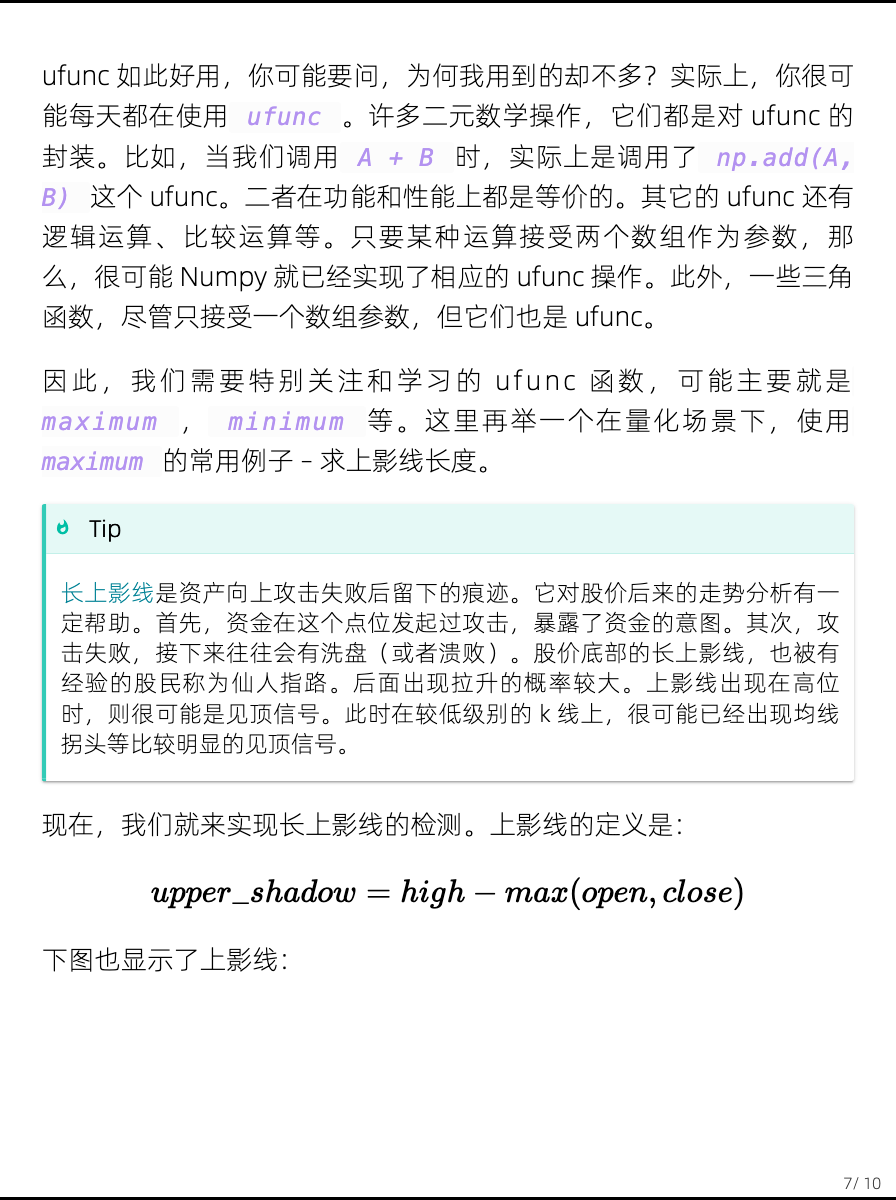 ufunc 如此好用，你可能要问，为何我用到的却不多？实际上，你很可
能每天都在使用 ufunc 。许多二元数学操作，它们都是对 ufunc 的
封装。比如，当我们调用 A + B 时，实际上是调用了 np.add(A,
B) 这个 ufunc。二者在功能和性能上都是等价的。其它的 ufunc 还有
逻辑运算、比较运算等。只要某种运算接受两个数组作为参数，那
么，很可能 Numpy 就已经实现了相应的 ufunc 操作。此外，一些三角
函数，尽管只接受一个数组参数，但它们也是 ufunc。
因此，我们需要特别关注和学习的 ufunc 函数，可能主要就是
maximum ， minimum 等。这里再举一个在量化场景下，使用
maximum 的常用例子 – 求上影线长度。
Tip
长上影线是资产向上攻击失败后留下的痕迹。它对股价后来的走势分析有一
定帮助。首先，资金在这个点位发起过攻击，暴露了资金的意图。其次，攻
击失败，接下来往往会有洗盘（或者溃败）。股价底部的长上影线，也被有
经验的股民称为仙人指路。后面出现拉升的概率较大。上影线出现在高位
时，则很可能是见顶信号。此时在较低级别的 k 线上，很可能已经出现均线
拐头等比较明显的见顶信号。
现在，我们就来实现长上影线的检测。上影线的定义是：
upper_shadow = high − max(open, close)
下图也显示了上影线：
7/ 10